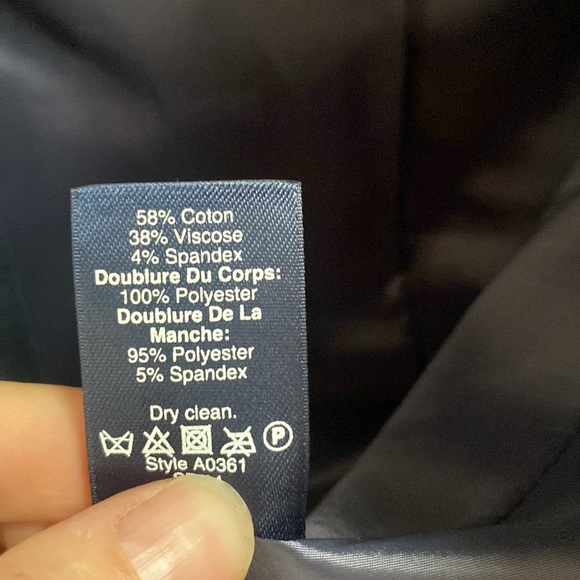 58% Coton
38% Viscose
4% Spandex
Doublure Du Corps:
100% Polyester
Doublure De La
Manche:
95% Polyester
5% Spandex
Dry clean.
P
Style A0361